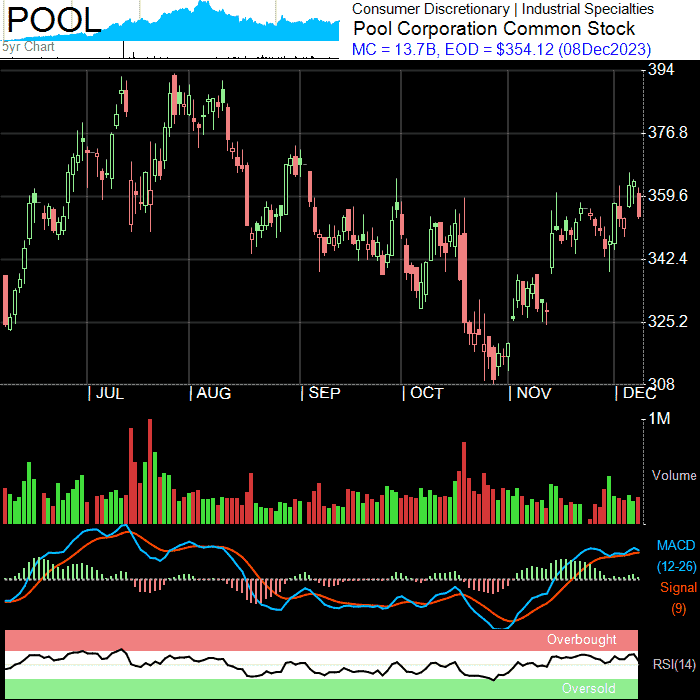 POOL
5yr Chart
Consumer Discretionary | Industrial Specialties
Pool Corporation Common Stock
MC = 13.7B, EOD = $354.12 (08Dec2023)
394
376.8
359.6
342.4
325.2
308
JUL AUG SEP OCT NOV DEC
1M
Volume
MACD
(12-26)
Signal
(9)
Overbought
RSI(14)
Oversold